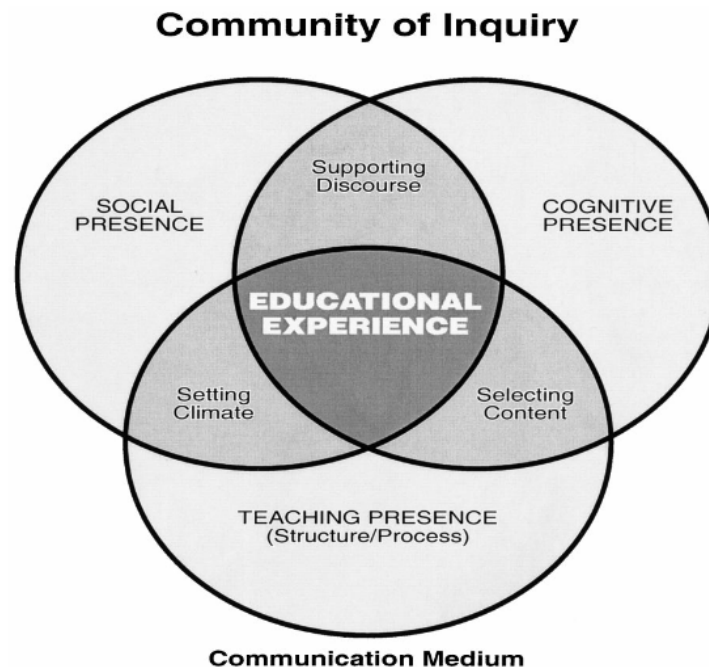 Community of Inquiry
Supporting
Discourse
SOCIAL
PRESENCE
COGNITIVE
PRESENCE
EDUCATIONAL
EXPERIENCE
Setting
Climate
Selecting
Content
TEACHING PRESENCE
(Structure/Process)
Communication Medium